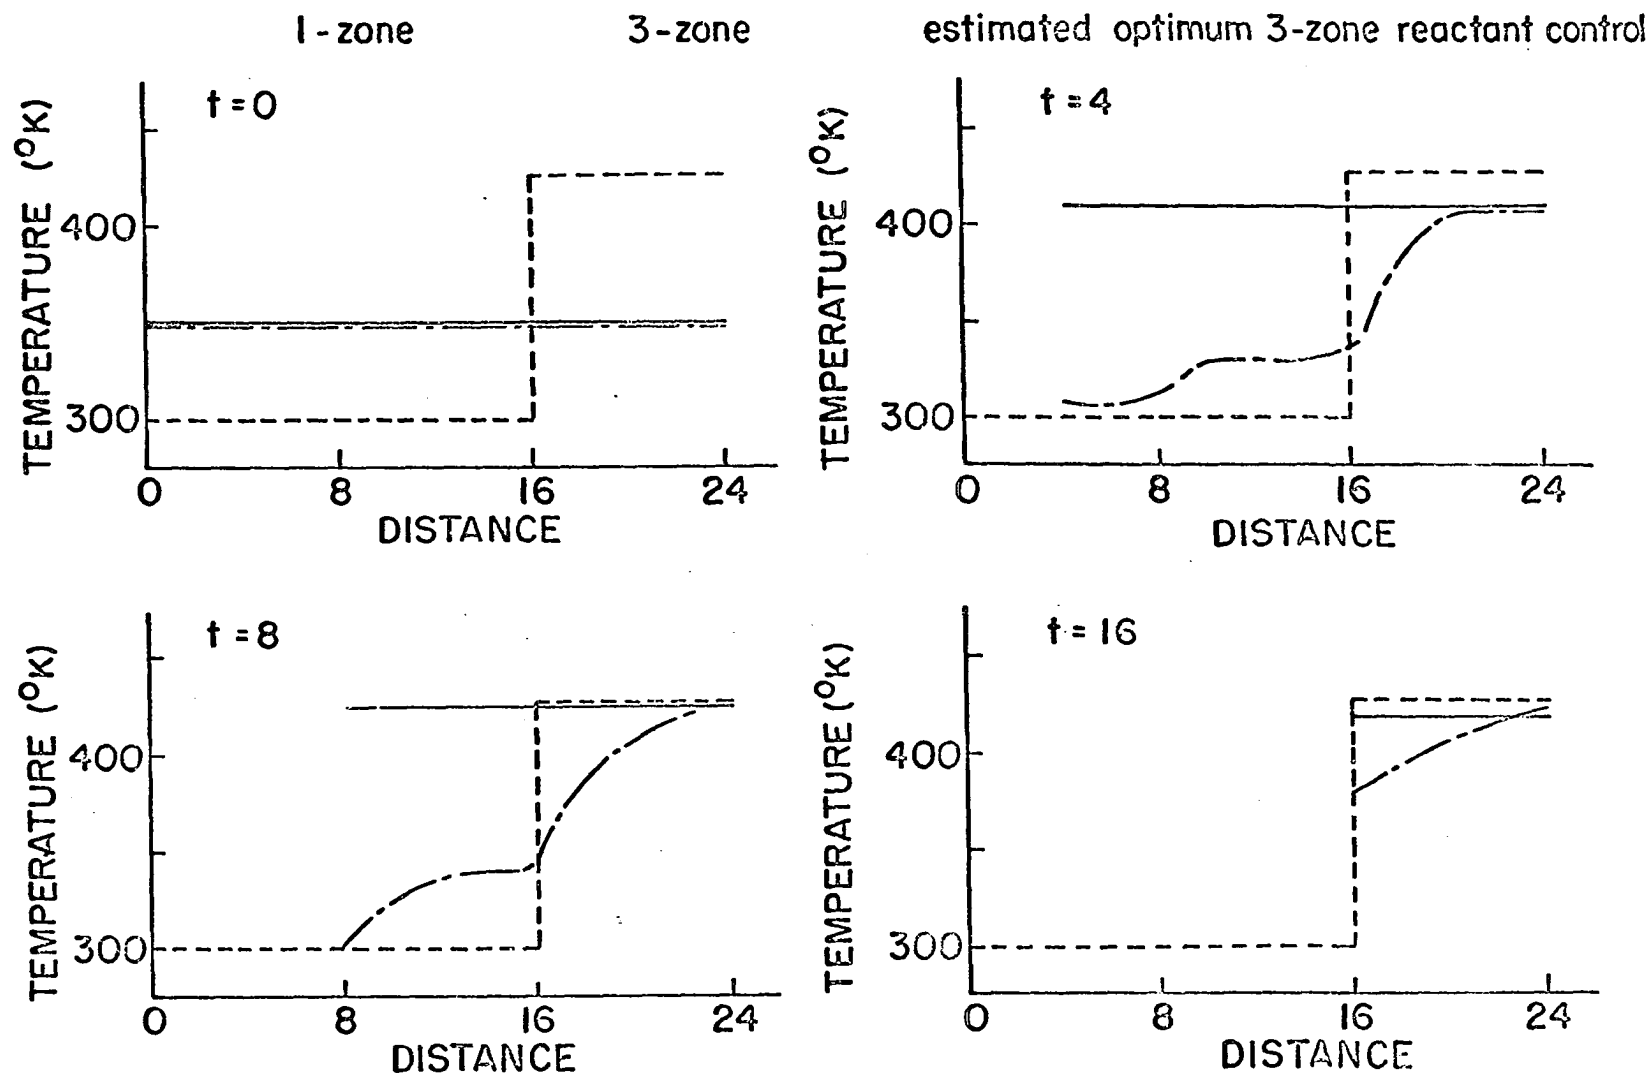 1-zone 3-zone estimated optimum 3-zone reactant control
t=0
TEMPERATURE (°K)
400
300
0 8 16 24
DISTANCE
t=4
TEMPERATURE (°K)
400
300
0 8 16 24
DISTANCE
t=8
TEMPERATURE (°K)
400
300
0 8 16 24
DISTANCE
t=16
TEMPERATURE (°K)
400
300
0 8 16 24
DISTANCE